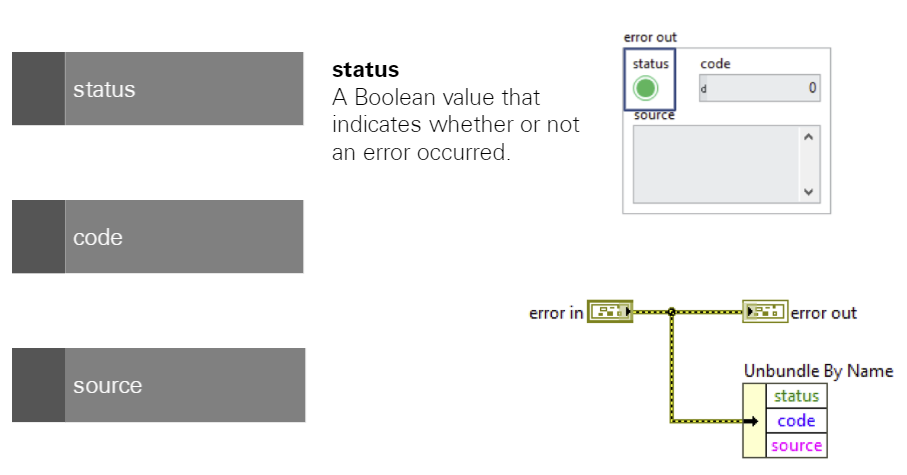 status
code
source
status
A Boolean value that
indicates whether or not
an error occurred.
error out
status
code
d
0
source
error in
error out
Unbundle By Name
status
code
source